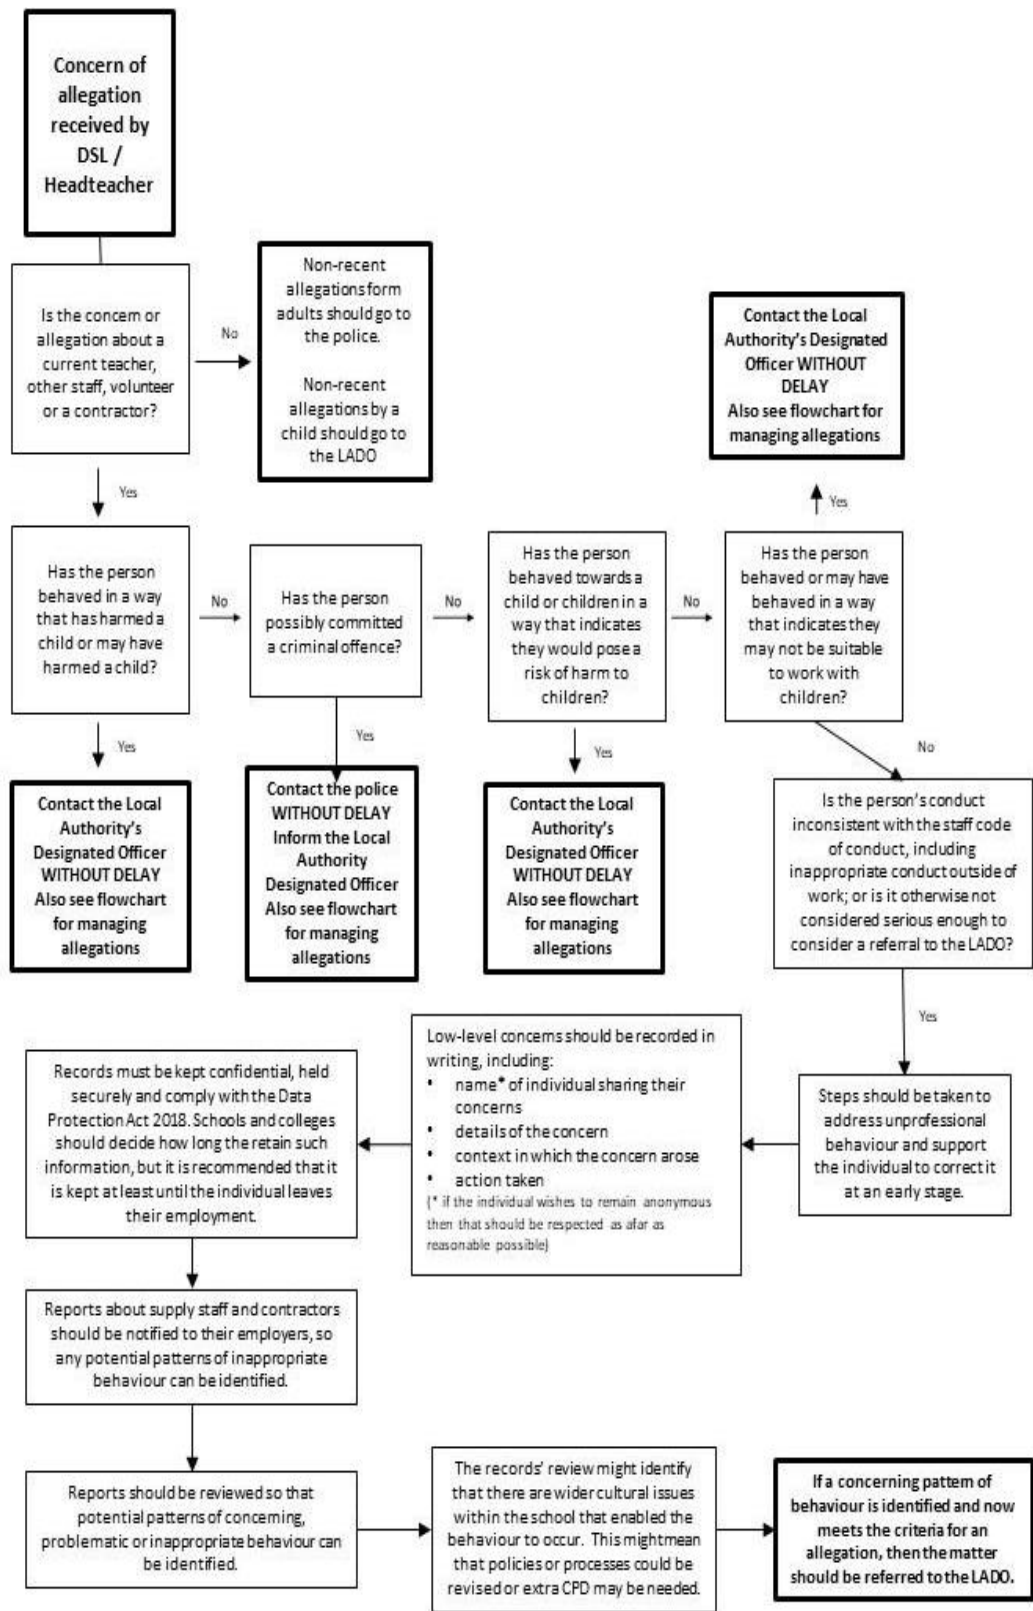 Concern of
allegation
received by
DSL /
Headteacher
Is the concern or
allegation about a
current teacher,
other staff, volunteer
or a contractor?
No
Non-recent
allegations form
adults should go to
the police.
Non-recent
allegations by a
child should go to
the LADO
Contact the Local
Authority's Designated
Officer WITHOUT
DELAY
Also see flowchart for
managing allegations
Yes
Yes
Has the person
behaved in a way
that has harmed a
child or may have
harmed a child?
No
Has the person
possibly committed
a criminal offence?
No
Has the person
behaved towards a
child or children in a
way that indicates
they would pose a
risk of harm to
children?
No
Has the person
behaved or may have
behaved in a way
that indicates they
may not be suitable
to work with
children?
Yes
Yes
Yes
No
Contact the Local
Authority's
Designated Officer
WITHOUT DELAY
Also see flowchart
for managing
allegations
Contact the police
WITHOUT DELAY
Inform the Local
Authority
Designated Officer
Also see flowchart
for managing
allegations
Contact the Local
Authority's
Designated Officer
WITHOUT DELAY
Also see flowchart
for managing
allegations
Is the person's conduct
inconsistent with the staff code
of conduct, including
inappropriate conduct outside of
work; or is it otherwise not
considered serious enough to
consider a referral to the LADO?
Yes
Steps should be taken to
address unprofessional
behaviour and support
the individual to correct it
at an early stage.
Low-level concerns should be recorded in
writing, including:
• name* of individual sharing their
concerns
• details of the concern
• context in which the concern arose
• action taken
(* if the individual wishes to remain anonymous
then that should be respected as afar as
reasonable possible)
Records must be kept confidential, held
securely and comply with the Data
Protection Act 2018. Schools and colleges
should decide how long the retain such
information, but it is recommended that it
is kept at least until the individual leaves
their employment.
Reports about supply staff and contractors
should be notified to their employers, so
any potential patterns of inappropriate
behaviour can be identified.
Reports should be reviewed so that
potential patterns of concerning,
problematic or inappropriate behaviour can
be identified.
The records' review might identify
that there are wider cultural issues
within the school that enabled the
behaviour to occur. This mightmean
that policies or processes could be
revised or extra CPD may be needed.
If a concerning pattern of
behaviour is identified and now
meets the criteria for an
allegation, then the matter
should be referred to the LADO.